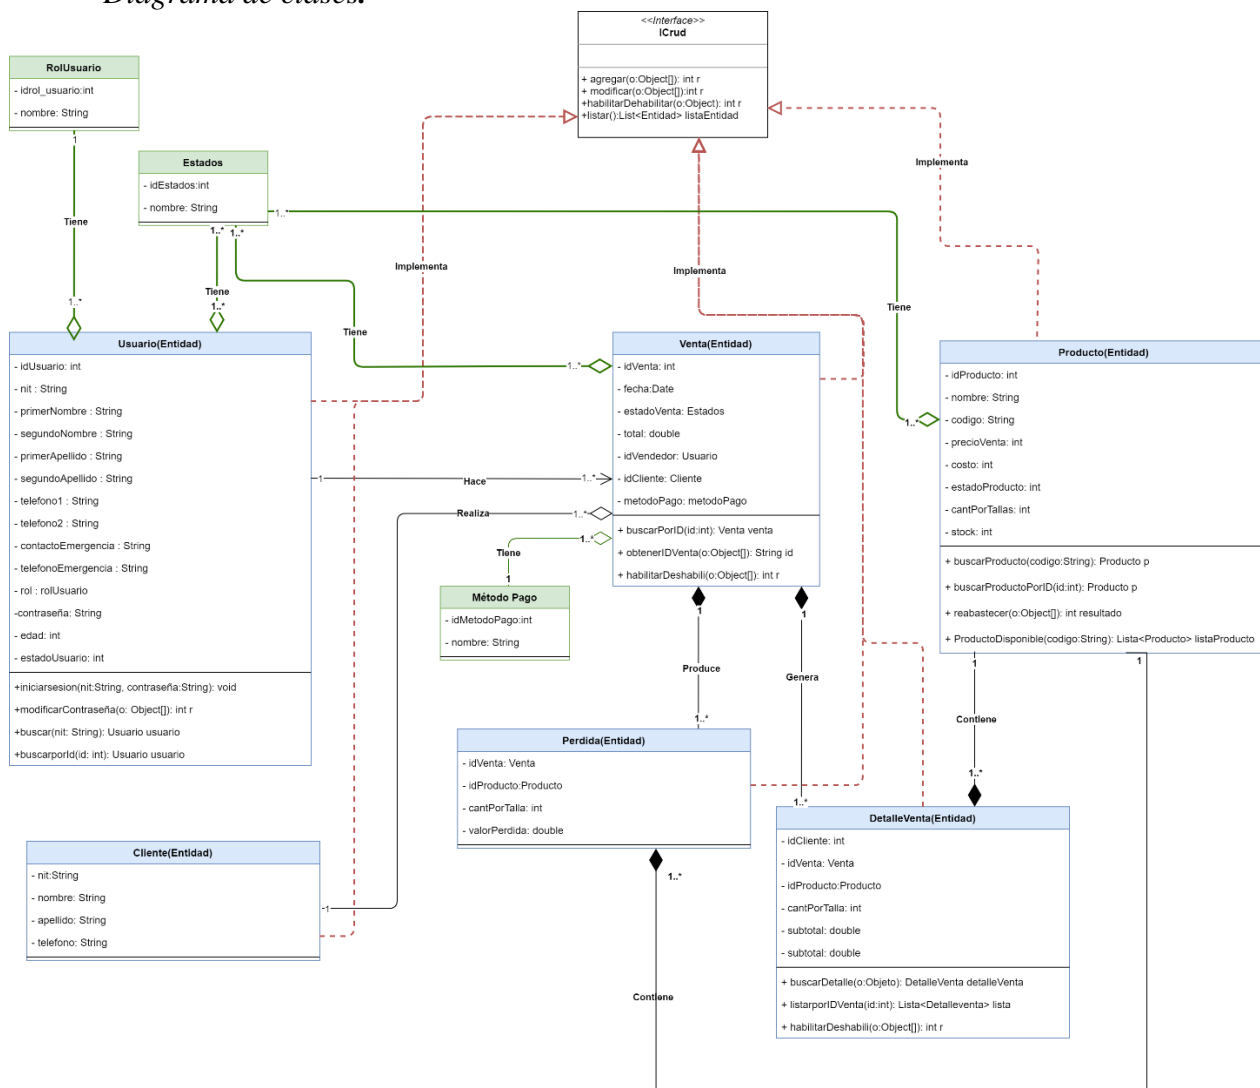 Diagrama de clases.
<<Interface>>
ICrud
+ agregar(o:Object[]): int r
+ modificar(o:Object[]):int r
+habilitarDehabilitar(o:Object): int r
+listar():List<Entidad> listaEntidad
RolUsuario
- idrol_usuario:int
- nombre: String
1
Tiene
1..*
Estados
- idEstados:int
- nombre: String
1..*
1..*
1..*
Tiene
1..*
Tiene
1..*
Tiene
1..*
Implementa
Implementa
Implementa
Usuario(Entidad)
- idUsuario: int
- nit : String
- primerNombre : String
- segundoNombre : String
- primerApellido : String
- segundoApellido : String
- telefono1 : String
- telefono2 : String
- contactoEmergencia : String
- telefonoEmergencia : String
- rol : rolUsuario
-contraseña: String
- edad: int
- estadoUsuario: int
+iniciarsesion(nit:String, contraseña:String): void
+modificarContraseña(o: Object[]): int r
+buscar(nit: String): Usuario usuario
+buscarporId(id: int): Usuario usuario
1
Hace
1..*
Realiza
1..*
Tiene
1..*
1
Venta(Entidad)
- idVenta: int
- fecha:Date
- estadoVenta: Estados
- total: double
- idVendedor: Usuario
- idCliente: Cliente
- metodoPago: metodoPago
+ buscarPorID(id:int): Venta venta
+ obtenerIDVenta(o:Object[]): String id
+ habilitarDeshabili(o:Object[]): int r
Método Pago
- idMetodoPago:int
- nombre: String
Producto(Entidad)
- idProducto: int
- nombre: String
- codigo: String
- precioVenta: int
- costo: int
- estadoProducto: int
- cantPorTallas: int
- stock: int
+ buscarProducto(codigo:String): Producto p
+ buscarProductoPorID(id:int): Producto p
+ reabastecer(o:Object[]): int resultado
+ ProductoDisponible(codigo:String): Lista<Producto> listaProducto
1
Produce
1..*
1
Genera
1..*
1
Contiene
1..*
1
Perdida(Entidad)
- idVenta: Venta
- idProducto:Producto
- cantPorTalla: int
- valorPerdida: double
1..*
Contiene
DetalleVenta(Entidad)
- idCliente: int
- idVenta: Venta
- idProducto:Producto
- cantPorTalla: int
- subtotal: double
- subtotal: double
+ buscarDetalle(o:Objeto): DetalleVenta detalleVenta
+ listarporIDVenta(id:int): Lista<Detalleventa> lista
+ habilitarDeshabili(o:Object[]): int r
Cliente(Entidad)
- nit:String
- nombre: String
- apellido: String
- telefono: String
1